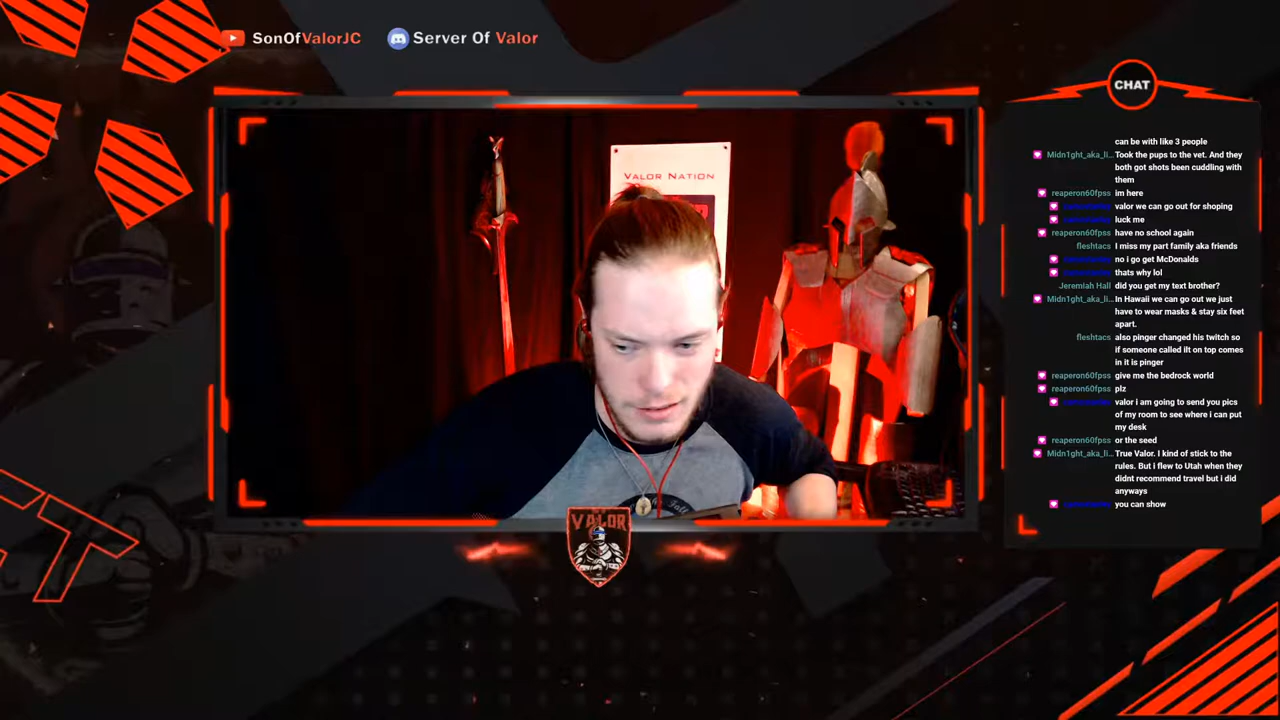 SonOfValorJC
Server Of Valor
CHAT
VALOR NATION
VALOR
can be with like 3 people
Midn1ght_aka_li... Took the pups to the vet. And they
both got shots been cuddling with
them
reaperon60fpss im here
valor we can go out for shoping
luck me
reaperon60fpss have no school again
fleshtacs I miss my part family aka friends
no i go get McDonalds
thats why lol
Jeremiah Hall did you get my text brother?
Midn1ght_aka_li... In Hawaii we can go out we just
have to wear masks & stay six feet
apart.
fleshtacs also pinger changed his twitch so
if someone called ilt on top comes
in it is pinger
reaperon60fpss give me the bedrock world
reaperon60fpss plz
valor i am going to send you pics
of my room to see where i can put
my desk
reaperon60fpss or the seed
Midn1ght_aka_li... True Valor. I kind of stick to the
rules. But i flew to Utah when they
didnt recommend travel but i did
anyways
you can show